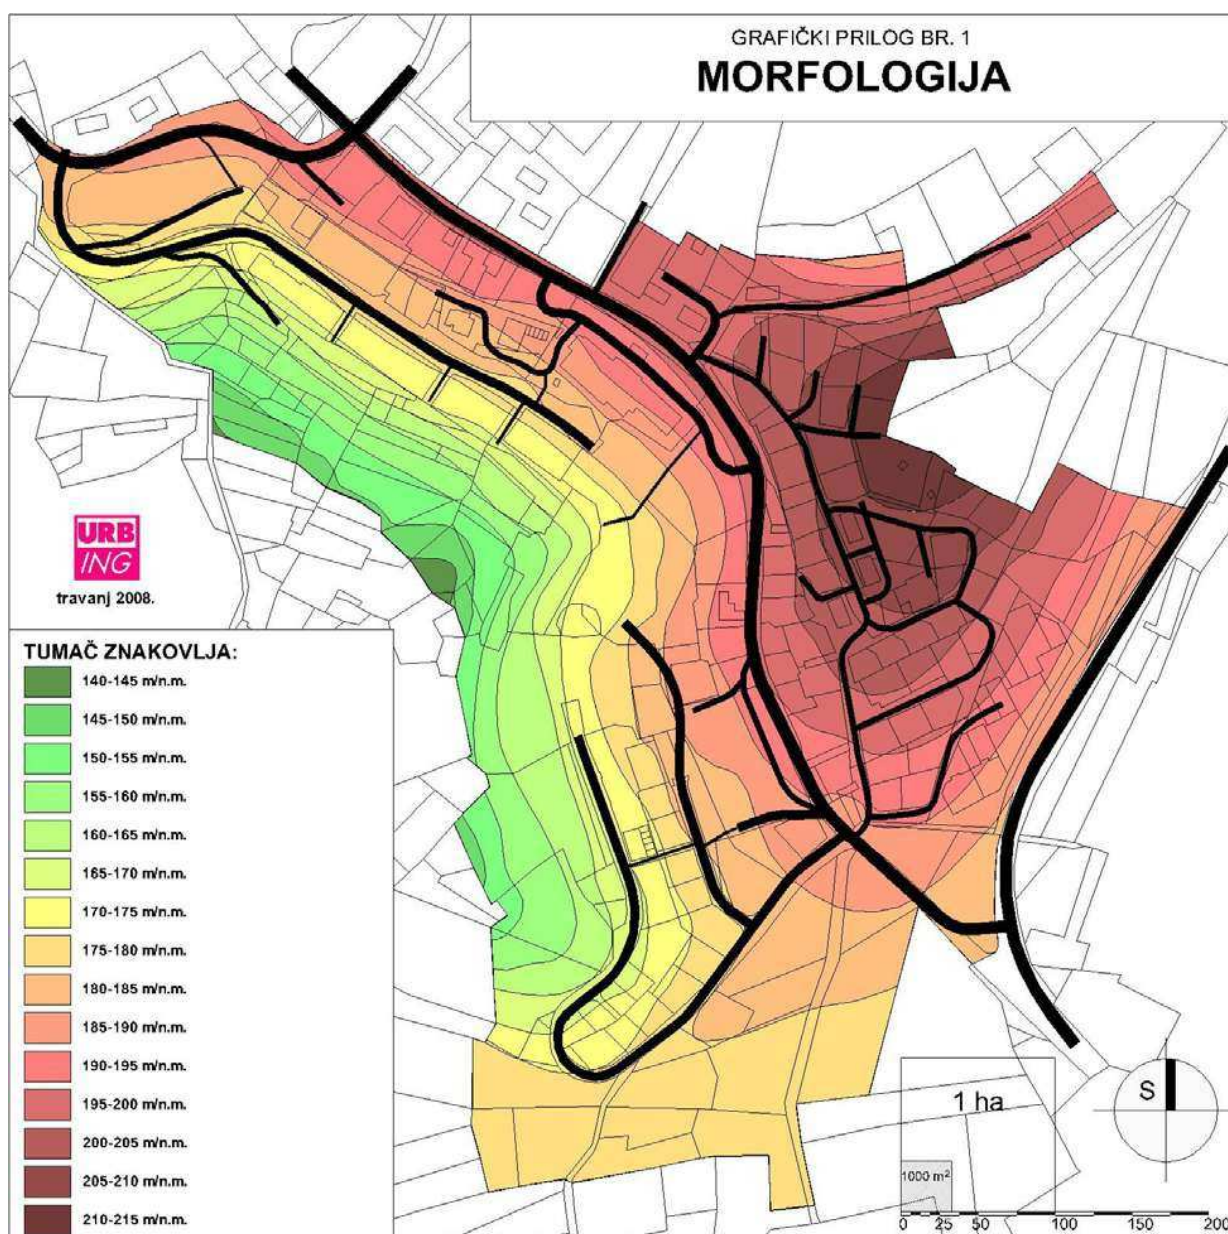 GRAFIČKI PRILOG BR. 1
MORFOLOGIJA
URB
ING
travanj 2008.
TUMAČ ZNAKOVLJA:
140-145 m/n.m.
145-150 m/n.m.
150-155 m/n.m.
155-160 m/n.m.
160-165 m/n.m.
165-170 m/n.m.
170-175 m/n.m.
175-180 m/n.m.
180-185 m/n.m.
185-190 m/n.m.
190-195 m/n.m.
195-200 m/n.m.
200-205 m/n.m.
205-210 m/n.m.
210-215 m/n.m.
1 ha
S
1000 m²
0 25 50 100 150 200